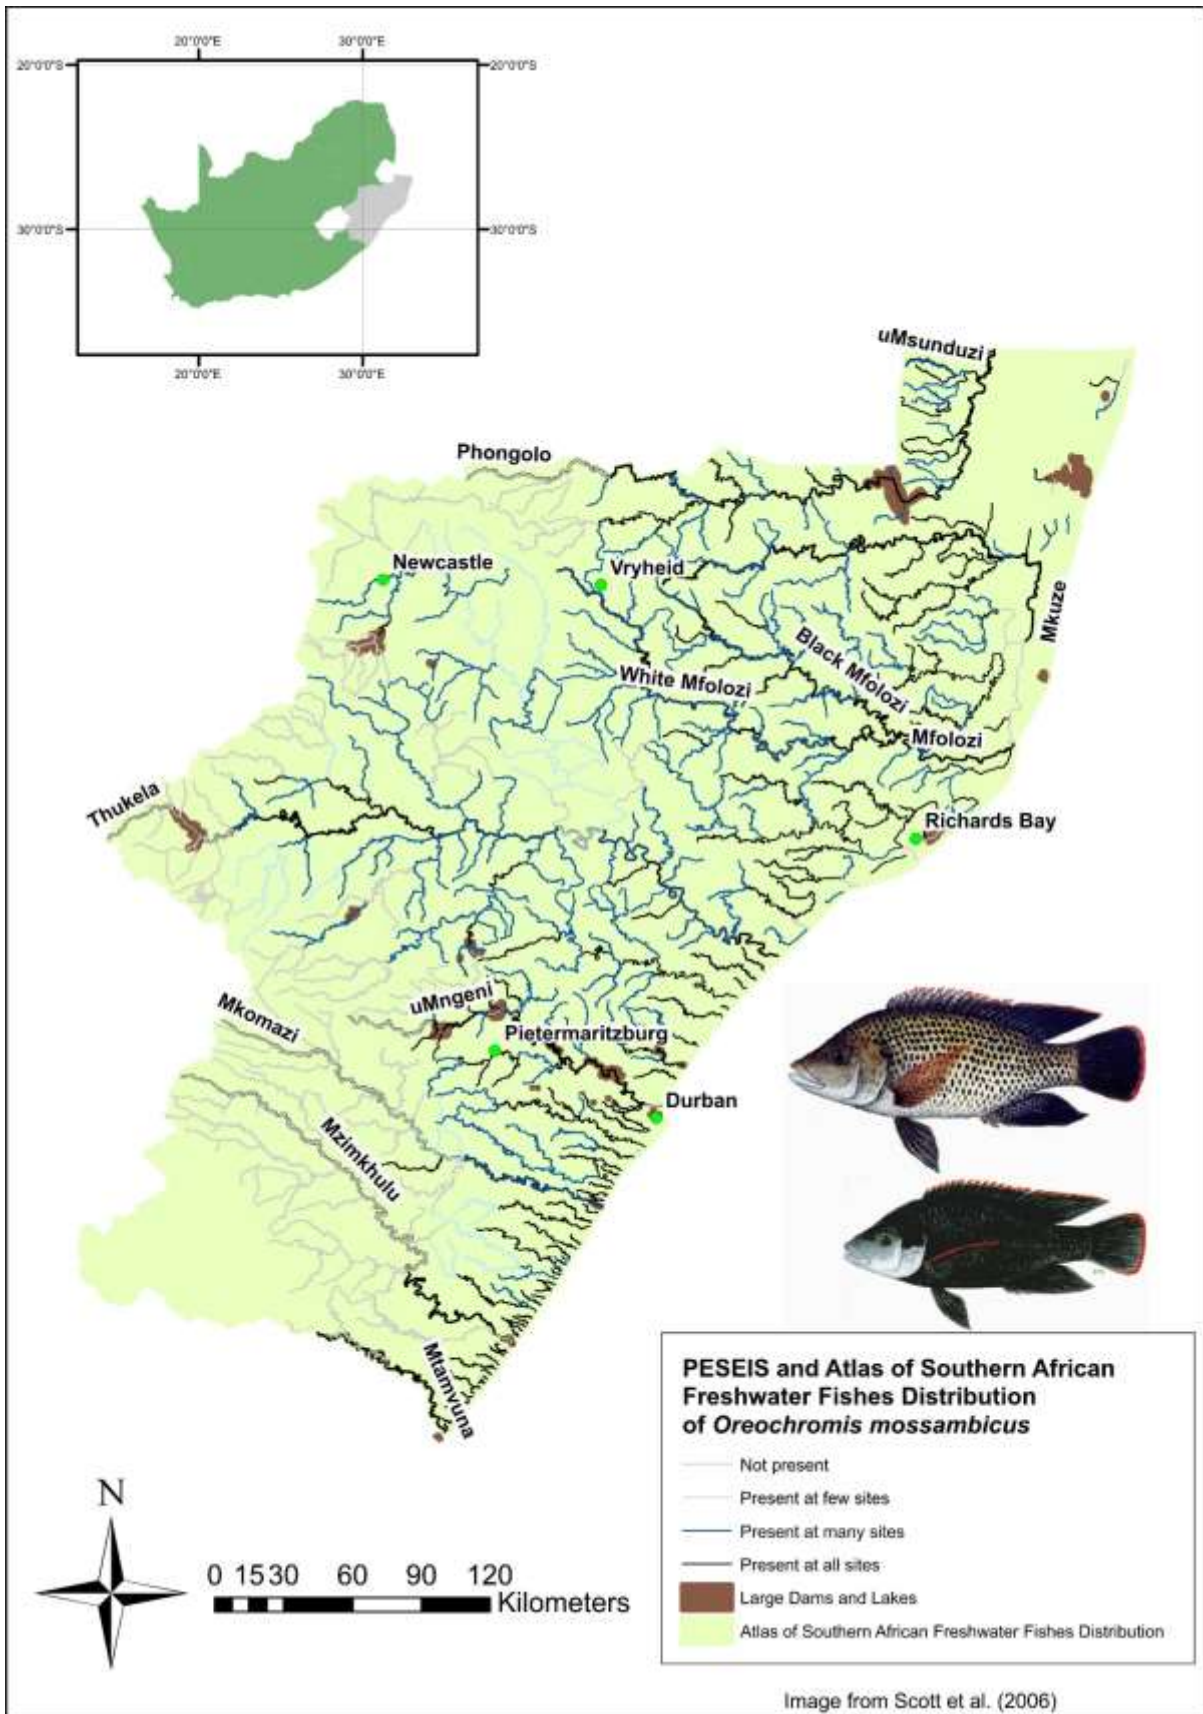 20°0'0"E 30°0'0"E
20°0'0"S 20°0'0"S
30°0'0"S 30°0'0"S
20°0'0"E 30°0'0"E
uMsunduzi
Phongolo
Newcastle
Vryheid
Mkuze
Black Mfolozi
White Mfolozi
Mfolozi
Thukela
Richards Bay
uMngeni
Mkomazi
Pietermaritzburg
Durban
Mzimkhulu
Mtamvuna
PESEIS and Atlas of Southern African
Freshwater Fishes Distribution
of Oreochromis mossambicus
Not present
Present at few sites
Present at many sites
Present at all sites
Large Dams and Lakes
Atlas of Southern African Freshwater Fishes Distribution
N
0 15 30 60 90 120
Kilometers
Image from Scott et al. (2006)